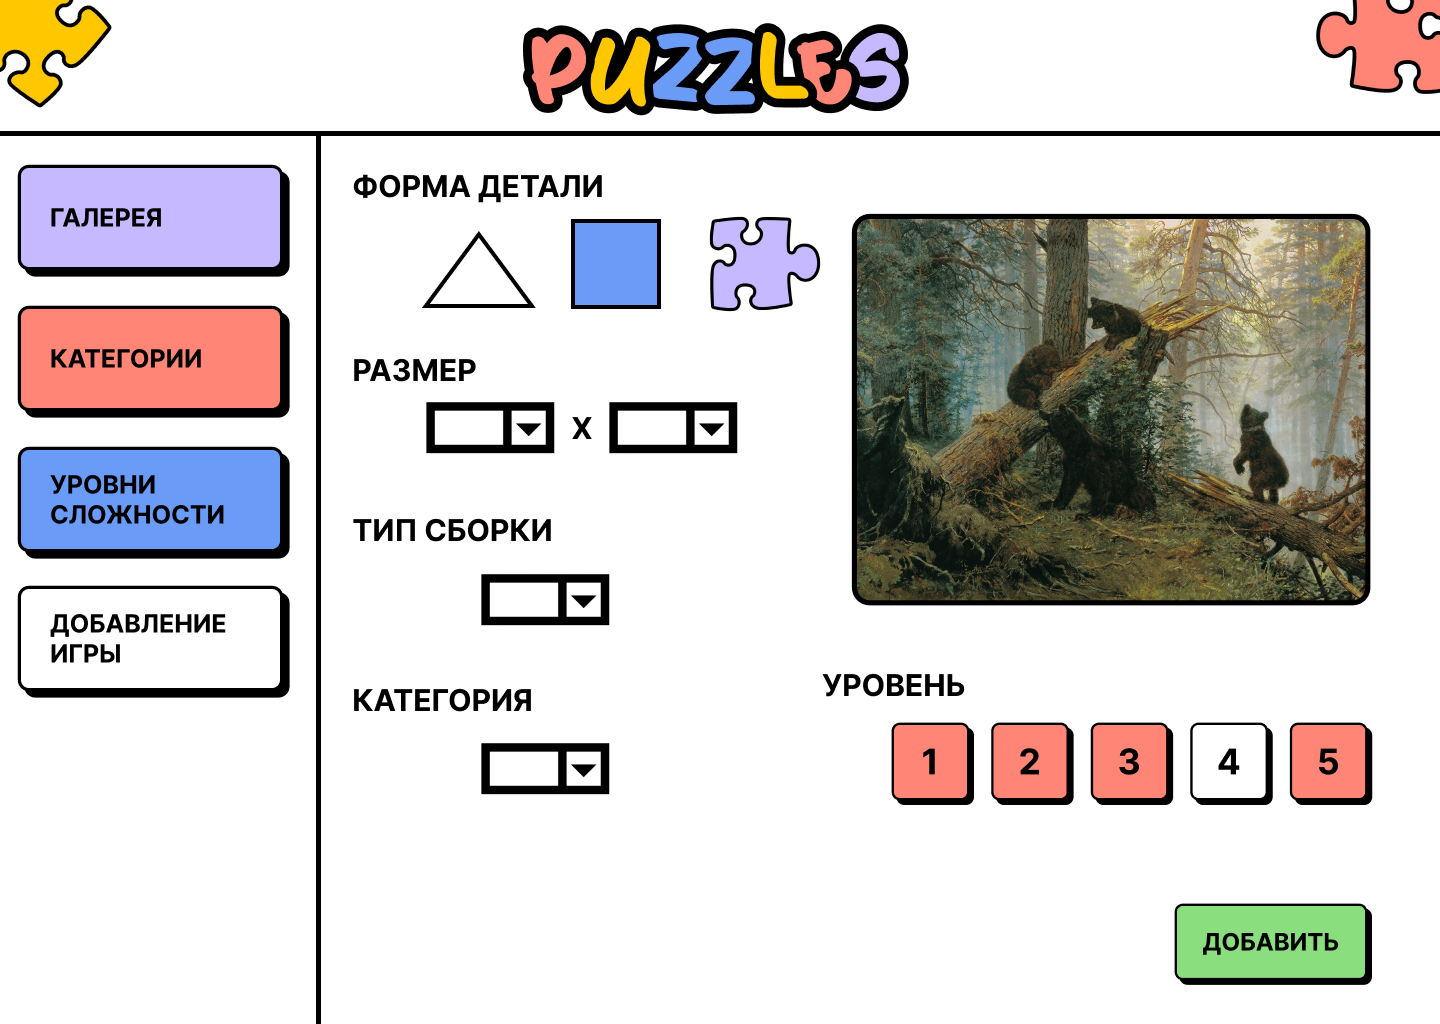 PUZZLES
ГАЛЕРЕЯ
КАТЕГОРИИ
УРОВНИ
СЛОЖНОСТИ
ДОБАВЛЕНИЕ
ИГРЫ
ФОРМА ДЕТАЛИ
РАЗМЕР
X
ТИП СБОРКИ
КАТЕГОРИЯ
УРОВЕНЬ
1 2 3 4 5
ДОБАВИТЬ